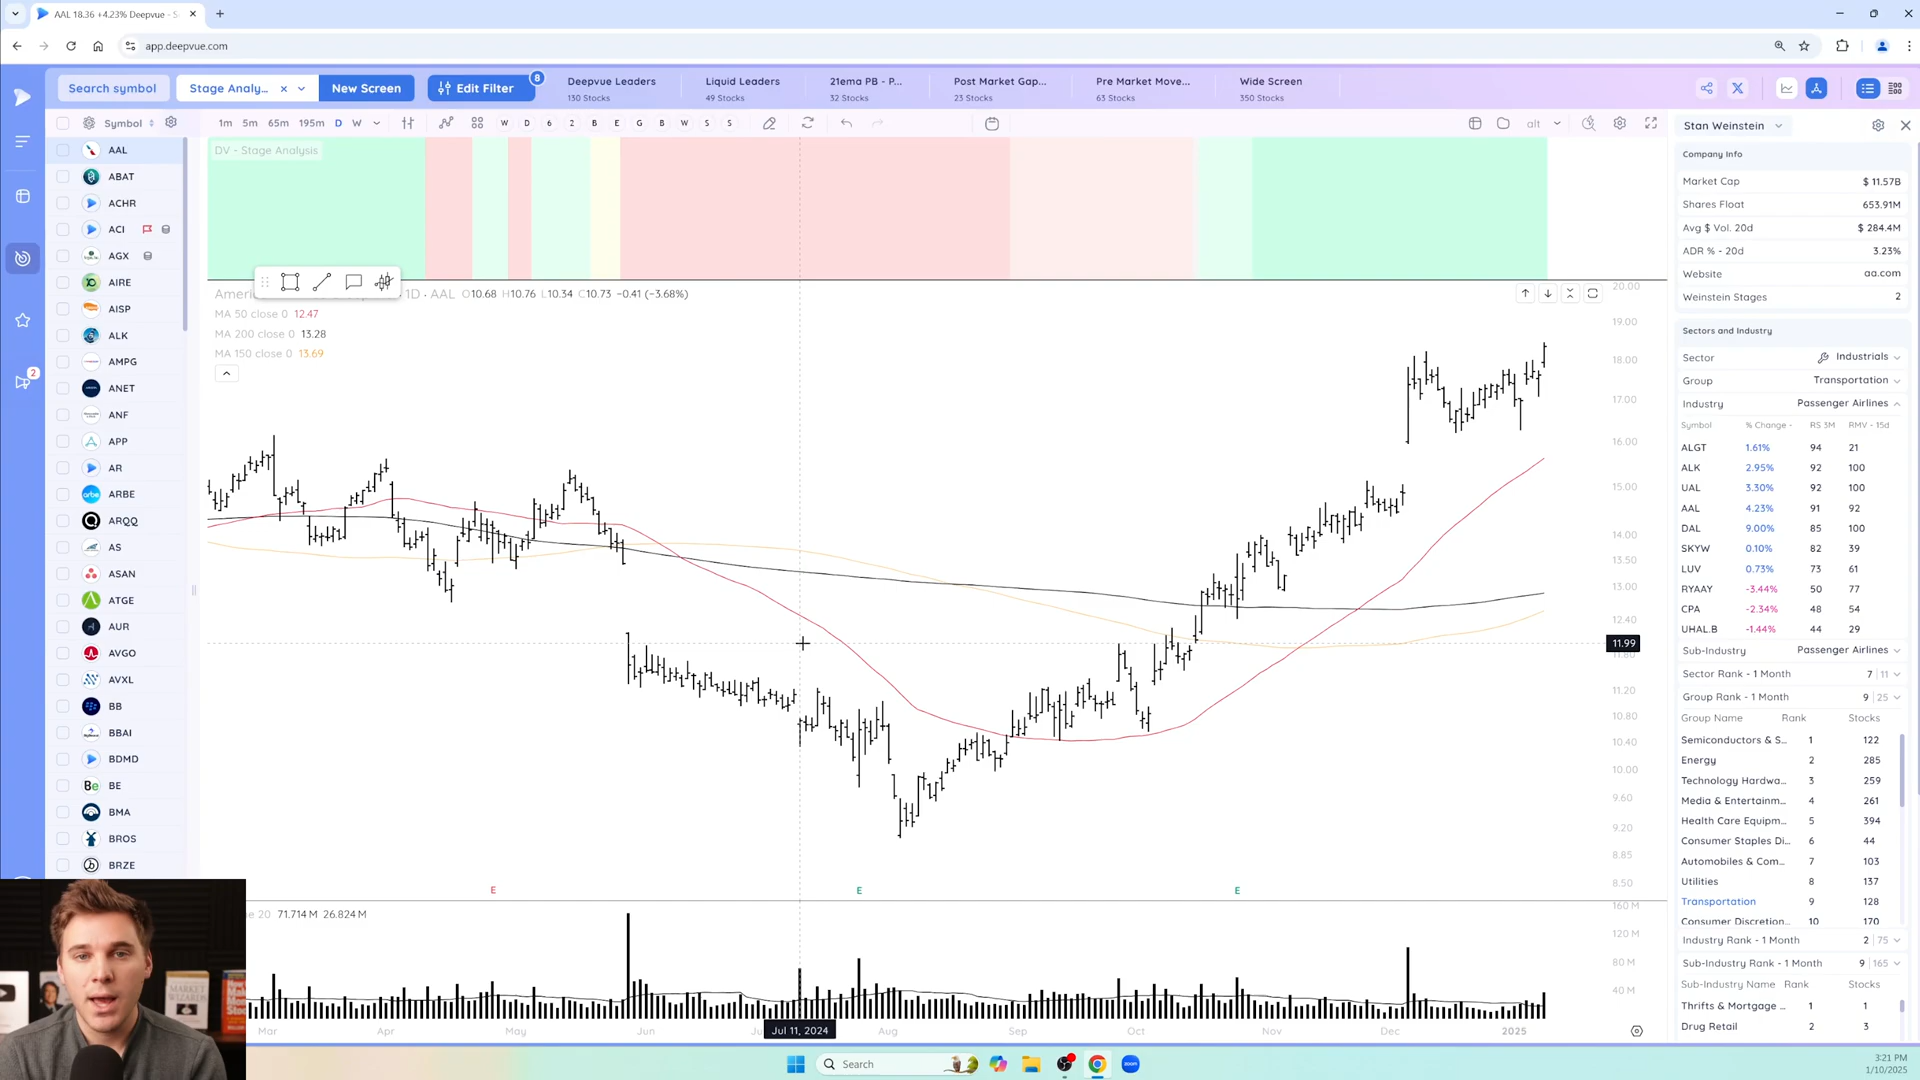 AAL 18.36 +4.23% Deepvue - S
app.deepvue.com
Search symbol
Stage Analy...
New Screen
Edit Filter
8
Deepvue Leaders
130 Stocks
Liquid Leaders
49 Stocks
21ema PB - P...
32 Stocks
Post Market Gap...
23 Stocks
Pre Market Move...
63 Stocks
Wide Screen
350 Stocks
Symbol
1m 5m 65m 195m D W
W D 6 2 B E G B W S S
alt
Stan Weinstein
AAL
ABAT
ACHR
ACI
AGX
AIRE
AISP
ALK
AMPG
ANET
ANF
APP
AR
ARBE
ARQQ
AS
ASAN
ATGE
AUR
AVGO
AVXL
BB
BBAI
BDMD
BE
BMA
BROS
BRZE
2
DV - Stage Analysis
Ameri
1D · AAL O10.68 H10.76 L10.34 C10.73 −0.41 (−3.68%)
MA 50 close 0 12.47
MA 200 close 0 13.28
MA 150 close 0 13.69
20.00
19.00
18.00
17.00
16.00
15.00
14.00
13.50
13.00
12.40
11.99
11.20
10.80
10.40
10.00
9.60
9.20
8.85
8.50
E
E
E
20 71.714 M 26.824 M
160 M
120 M
80 M
40 M
Mar
Apr
May
Jun
Jul 11, 2024
Aug
Sep
Oct
Nov
Dec
2025
Company Info
Market Cap $ 11.57B
Shares Float 653.91M
Avg $ Vol. 20d $ 284.4M
ADR % - 20d 3.23%
Website aa.com
Weinstein Stages 2
Sectors and Industry
Sector Industrials
Group Transportation
Industry Passenger Airlines
Symbol % Change RS 3M RMV - 15d
ALGT 1.61% 94 21
ALK 2.95% 92 100
UAL 3.30% 92 100
AAL 4.23% 91 92
DAL 9.00% 85 100
SKYW 0.10% 82 39
LUV 0.73% 73 61
RYAAY -3.44% 50 77
CPA -2.34% 48 54
UHAL.B -1.44% 44 29
Sub-Industry Passenger Airlines
Sector Rank - 1 Month 7 | 11
Group Rank - 1 Month 9 | 25
Group Name Rank Stocks
Semiconductors & S... 1 122
Energy 2 285
Technology Hardwa... 3 259
Media & Entertainm... 4 261
Health Care Equipm... 5 394
Consumer Staples Di... 6 44
Automobiles & Com... 7 103
Utilities 8 137
Transportation 9 128
Consumer Discretion... 10 170
Industry Rank - 1 Month 2 | 75
Sub-Industry Rank - 1 Month 9 | 165
Sub-Industry Name Rank Stocks
Thrifts & Mortgage ... 1 1
Drug Retail 2 3
MARKET
Search
3:21 PM
1/10/2025